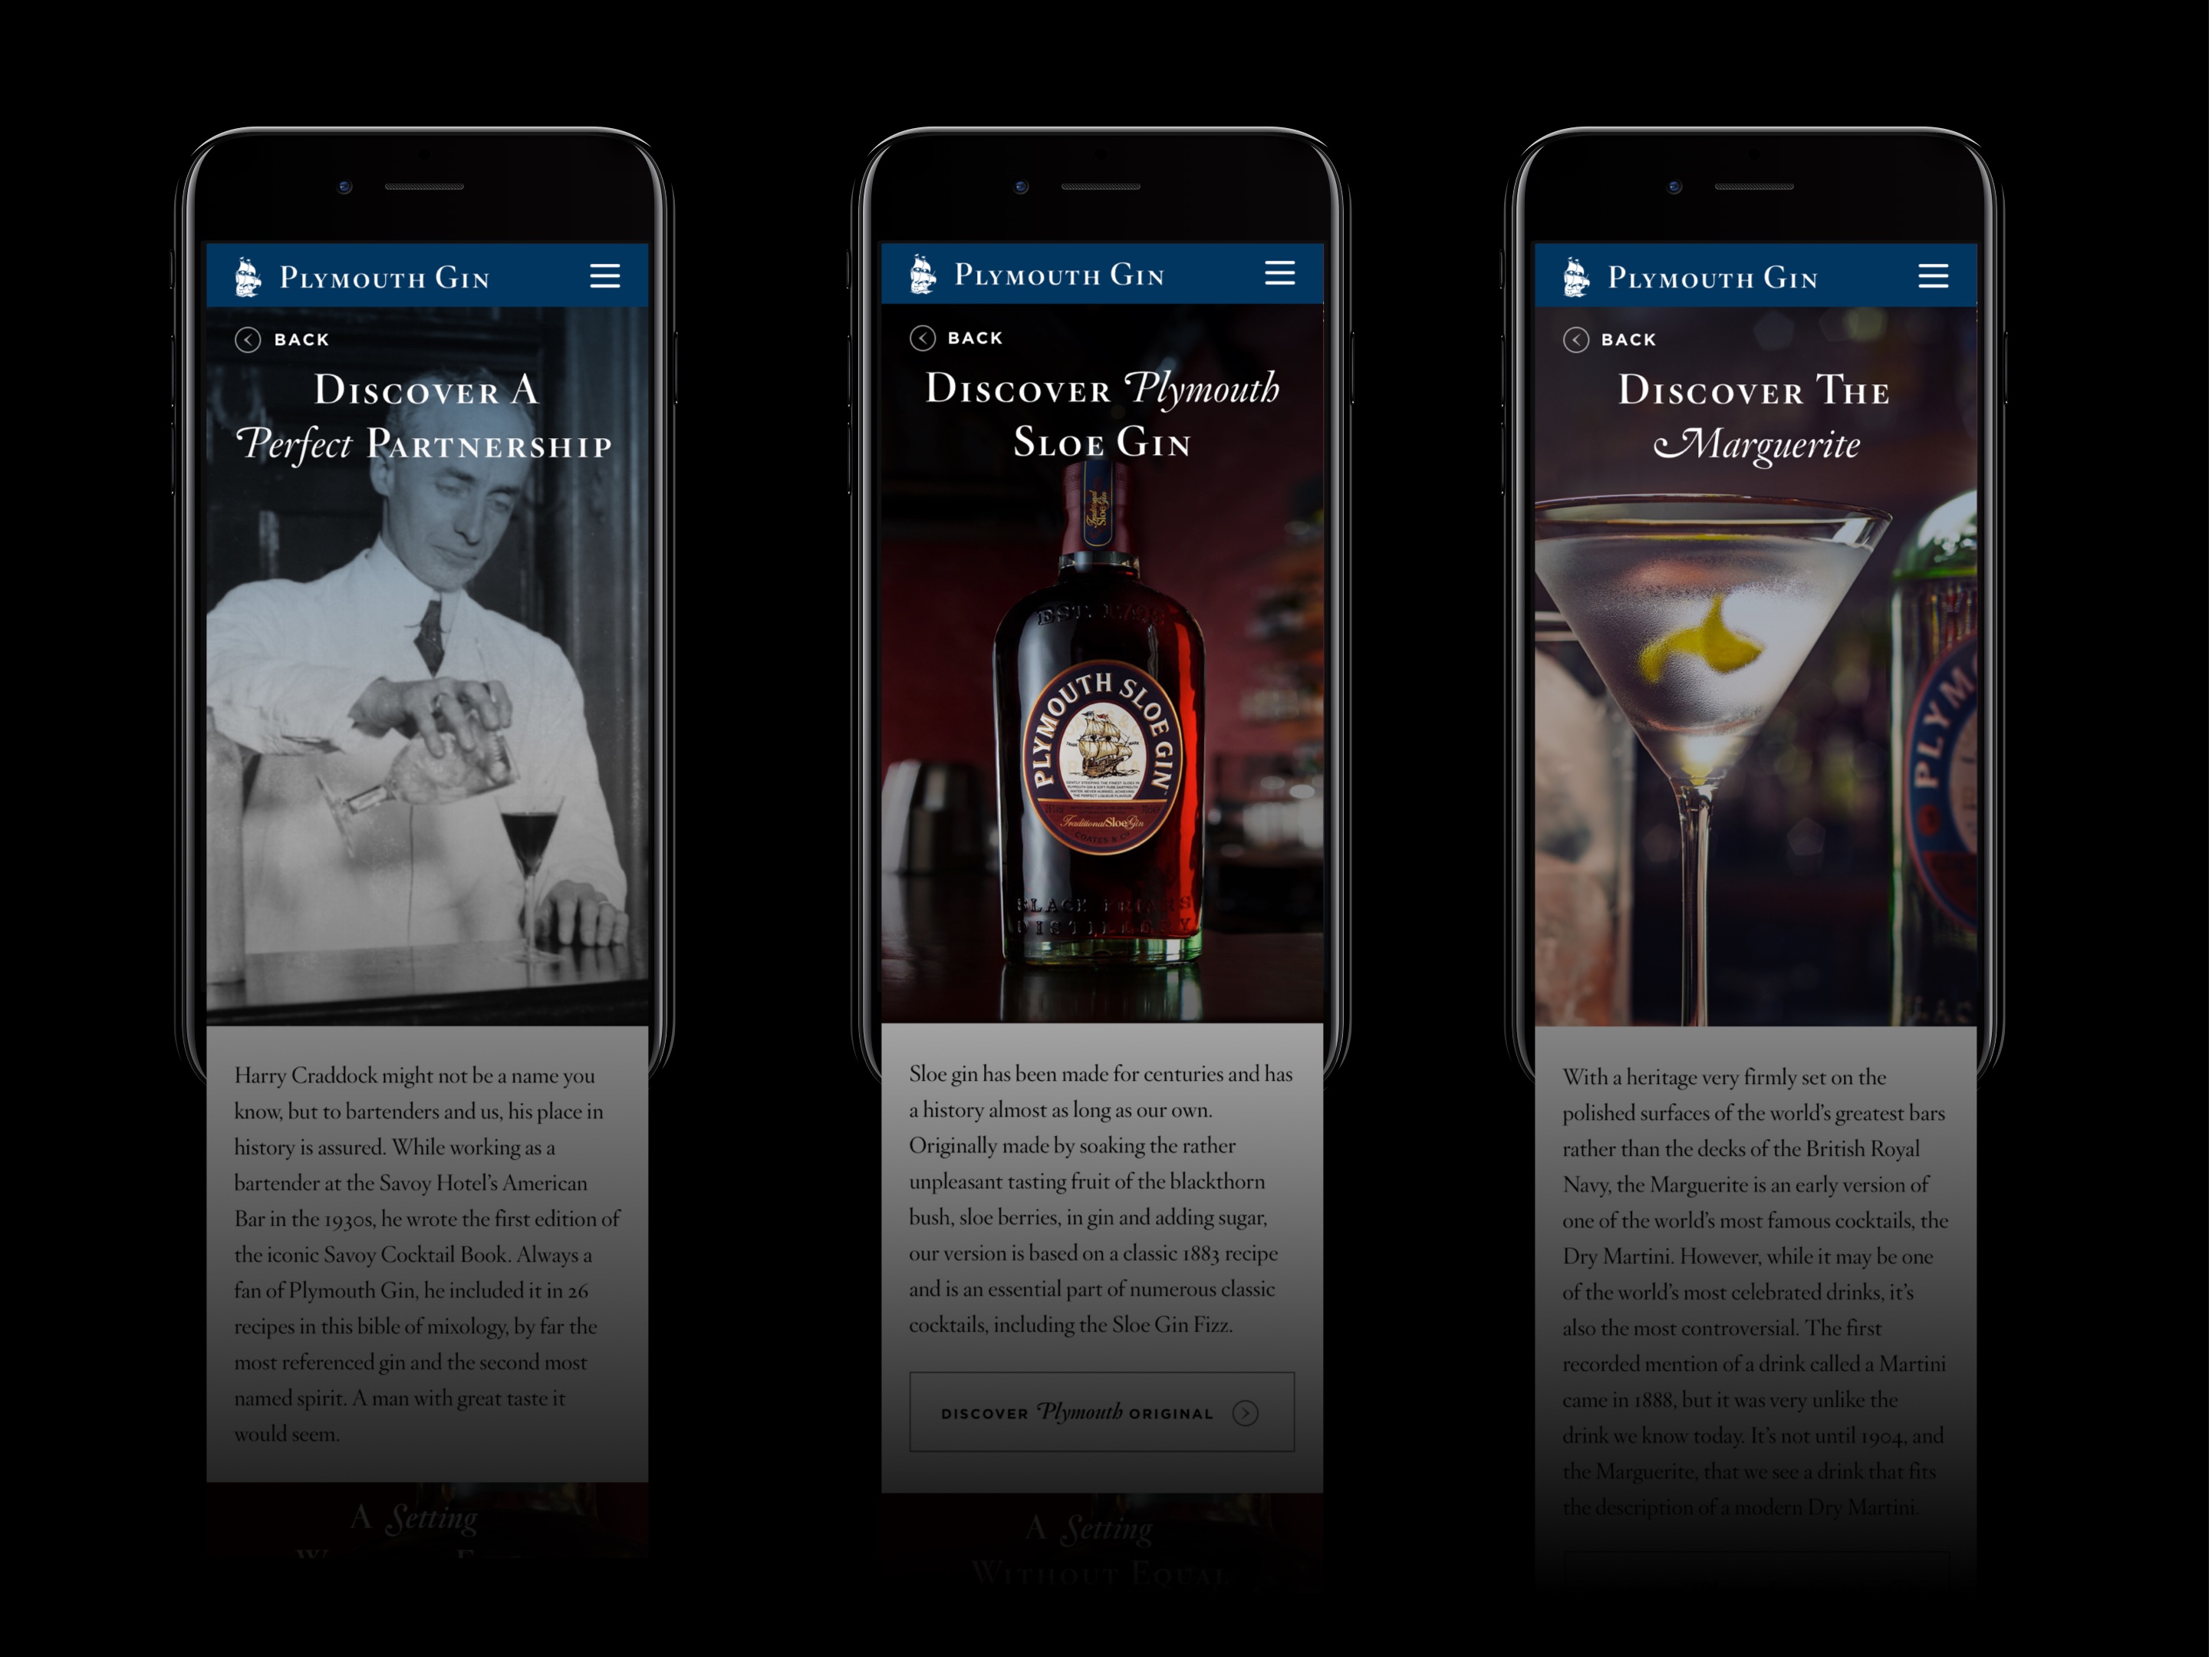 PLYMOUTH GIN
BACK
DISCOVER A
Perfect PARTNERSHIP
Harry Craddock might not be a name you
know, but to bartenders and us, his place in
history is assured. While working as a
bartender at the Savoy Hotel’s American
Bar in the 1930s, he wrote the first edition of
the iconic Savoy Cocktail Book. Always a
fan of Plymouth Gin, he included it in 26
recipes in this bible of mixology, by far the
most referenced gin and the second most
named spirit. A man with great taste it
would seem.
A Setting
PLYMOUTH GIN
BACK
DISCOVER Plymouth
SLOE GIN
Traditional
Sloe Gin
PLYMOUTH SLOE GIN
Traditional Sloe Gin
COATES & Co
BLACK FRIARS
DISTILLERY
Sloe gin has been made for centuries and has
a history almost as long as our own.
Originally made by soaking the rather
unpleasant tasting fruit of the blackthorn
bush, sloe berries, in gin and adding sugar,
our version is based on a classic 1883 recipe
and is an essential part of numerous classic
cocktails, including the Sloe Gin Fizz.
DISCOVER Plymouth ORIGINAL
A Setting
WITHOUT EQUAL
PLYMOUTH GIN
BACK
DISCOVER THE
Marguerite
PLYM
With a heritage very firmly set on the
polished surfaces of the world’s greatest bars
rather than the decks of the British Royal
Navy, the Marguerite is an early version of
one of the world’s most famous cocktails, the
Dry Martini. However, while it may be one
of the world’s most celebrated drinks, it’s
also the most controversial. The first
recorded mention of a drink called a Martini
came in 1888, but it was very unlike the
drink we know today. It’s not until 1904, and
the Marguerite, that we see a drink that fits
the description of a modern Dry Martini.